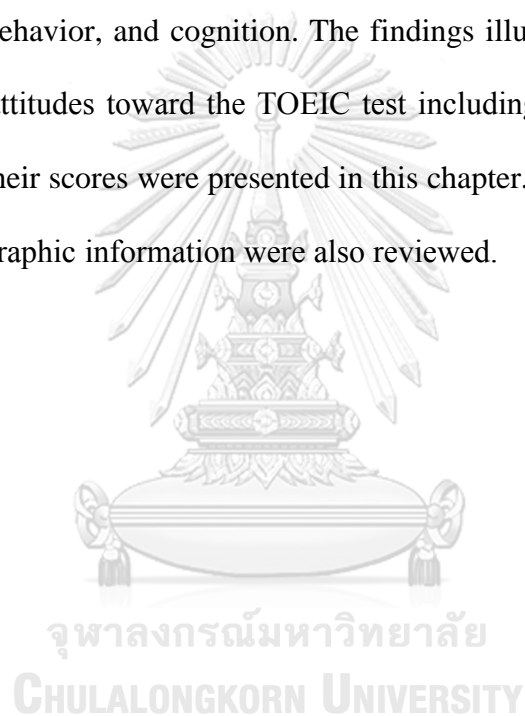 ehavior, and cognition. The findings illu
ttitudes toward the TOEIC test including
heir scores were presented in this chapter.
raphic information were also reviewed.
จุฬาลงกรณ์มหาวิทยาลัย
CHULALONGKORN UNIVERSITY